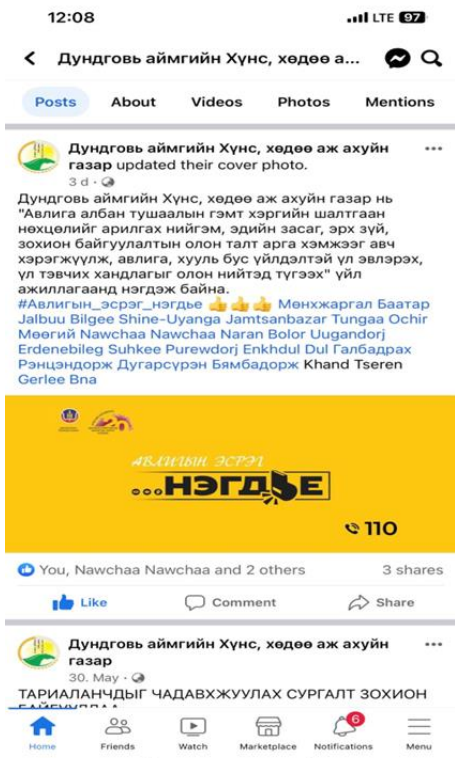 12:08
LTE 97
Дундговь аймгийн Хүнс, хөдөө а...
Posts About Videos Photos Mentions
Дундговь аймгийн Хүнс, хөдөө аж ахуйн
газар updated their cover photo.
3 d ·
Дундговь аймгийн Хүнс, хөдөө аж ахуйн газар нь
"Авлига албан тушаалын гэмт хэргийн шалтгаан
нөхцөлийг арилгах нийгэм, эдийн засаг, эрх зүй,
зохион байгуулалтын олон талт арга хэмжээг авч
хэрэгжүүлж, авлига, хууль бус үйлдэлтэй үл эвлэрэх,
үл тэвчих хандлагыг олон нийтэд түгээх" үйл
ажиллагаанд нэгдэж байна.
#Авлигын_эсрэг_нэгдье 👍👍👍 Мөнхжаргал Баатар
Jalbuu Bilgee Shine-Uyanga Jamtsanbazar Tungaa Ochir
Мөөгий Nawchaa Nawchaa Naran Bolor Uugandorj
Erdenebileg Suhkee Purewdorj Enkhdul Dul Галбадрах
Рэнцэндорж Дугарсүрэн Бямбадорж Khand Tseren
Gerlee Bna
АВЛИГЫН ЭСРЭГ
...НЭГДЬЕ
110
You, Nawchaa Nawchaa and 2 others 3 shares
Like Comment Share
Дундговь аймгийн Хүнс, хөдөө аж ахуйн
газар
30. May ·
ТАРИАЛАНЧДЫГ ЧАДАВХЖУУЛАХ СУРГАЛТ ЗОХИОН
6
Home Friends Watch Marketplace Notifications Menu